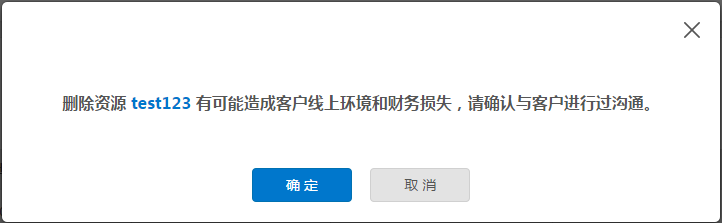 删除资源 test123 有可能造成客户线上环境和财务损失，请确认与客户进行过沟通。
确 定
取 消